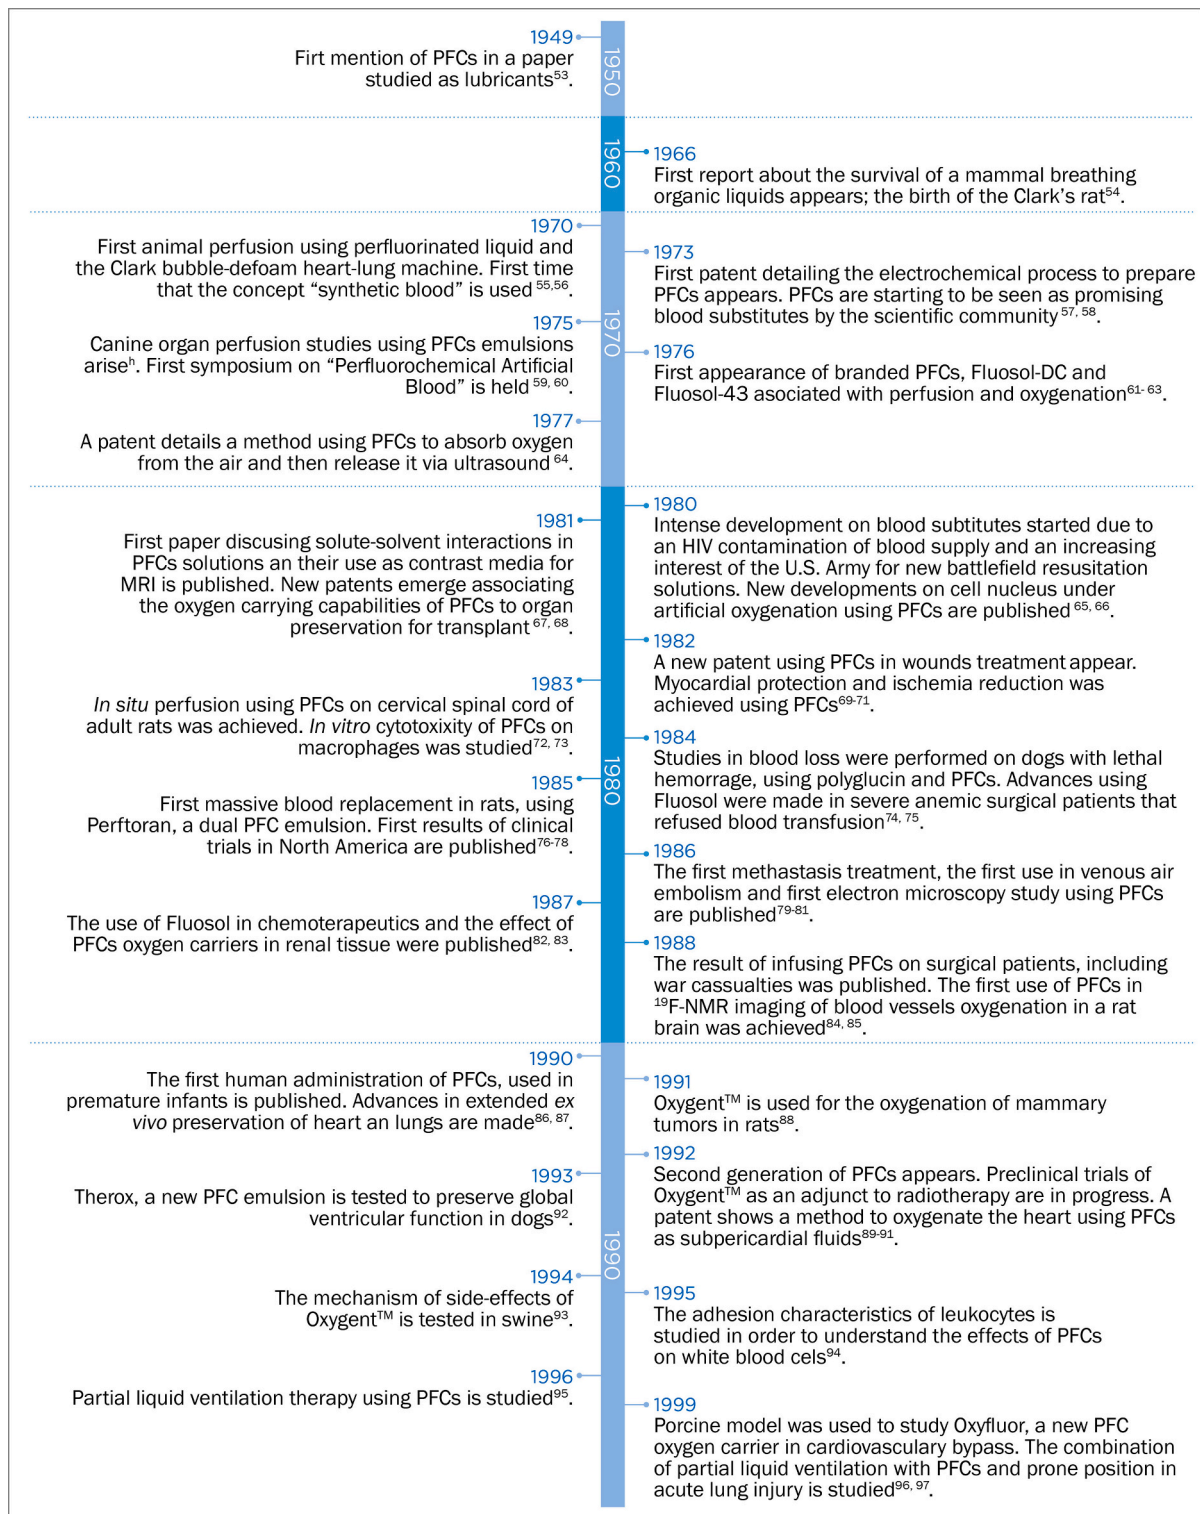 1949
Firt mention of PFCs in a paper
studied as lubricants53.
1950
1960
1966
First report about the survival of a mammal breathing
organic liquids appears; the birth of the Clark’s rat54.
1970
First animal perfusion using perfluorinated liquid and
the Clark bubble-defoam heart-lung machine. First time
that the concept “synthetic blood” is used 55,56.
1973
First patent detailing the electrochemical process to prepare
PFCs appears. PFCs are starting to be seen as promising
blood substitutes by the scientific community 57, 58.
1970
1975
Canine organ perfusion studies using PFCs emulsions
ariseh. First symposium on “Perfluorochemical Artificial
Blood” is held 59, 60.
1976
First appearance of branded PFCs, Fluosol-DC and
Fluosol-43 asociated with perfusion and oxygenation61- 63.
1977
A patent details a method using PFCs to absorb oxygen
from the air and then release it via ultrasound 64.
1980
Intense development on blood subtitutes started due to
an HIV contamination of blood supply and an increasing
interest of the U.S. Army for new battlefield resusitation
solutions. New developments on cell nucleus under
artificial oxygenation using PFCs are published 65, 66.
1981
First paper discusing solute-solvent interactions in
PFCs solutions an their use as contrast media for
MRI is published. New patents emerge associating
the oxygen carrying capabilities of PFCs to organ
preservation for transplant 67, 68.
1982
A new patent using PFCs in wounds treatment appear.
Myocardial protection and ischemia reduction was
achieved using PFCs69-71.
1983
In situ perfusion using PFCs on cervical spinal cord of
adult rats was achieved. In vitro cytotoxixity of PFCs on
macrophages was studied72, 73.
1984
Studies in blood loss were performed on dogs with lethal
hemorrage, using polyglucin and PFCs. Advances using
Fluosol were made in severe anemic surgical patients that
refused blood transfusion74, 75.
1980
1985
First massive blood replacement in rats, using
Perftoran, a dual PFC emulsion. First results of clinical
trials in North America are published76-78.
1986
The first methastasis treatment, the first use in venous air
embolism and first electron microscopy study using PFCs
are published79-81.
1987
The use of Fluosol in chemoterapeutics and the effect of
PFCs oxygen carriers in renal tissue were published82, 83.
1988
The result of infusing PFCs on surgical patients, including
war cassualties was published. The first use of PFCs in
19F-NMR imaging of blood vessels oxygenation in a rat
brain was achieved84, 85.
1990
The first human administration of PFCs, used in
premature infants is published. Advances in extended ex
vivo preservation of heart an lungs are made86, 87.
1991
Oxygent™ is used for the oxygenation of mammary
tumors in rats88.
1992
Second generation of PFCs appears. Preclinical trials of
Oxygent™ as an adjunct to radiotherapy are in progress. A
patent shows a method to oxygenate the heart using PFCs
as subpericardial fluids89-91.
1993
Therox, a new PFC emulsion is tested to preserve global
ventricular function in dogs92.
1990
1994
The mechanism of side-effects of
Oxygent™ is tested in swine93.
1995
The adhesion characteristics of leukocytes is
studied in order to understand the effects of PFCs
on white blood cels94.
1996
Partial liquid ventilation therapy using PFCs is studied95.
1999
Porcine model was used to study Oxyfluor, a new PFC
oxygen carrier in cardiovasculary bypass. The combination
of partial liquid ventilation with PFCs and prone position in
acute lung injury is studied96, 97.